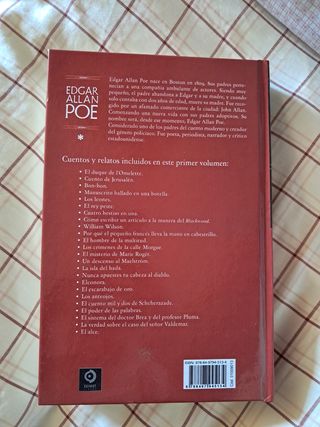 EDGAR
ALLAN
POE
Edgar Allan Poe nace en Boston en 1809. Sus padres perte-
necían a una compañía ambulante de actores. Siendo muy
pequeño, el padre abandona a Edgar y a su madre, y cuando
solo contaba con dos años de edad, muere su madre. Fue reco-
gido por un afamado comerciante de la ciudad: John Allan.
Comenzando una nueva vida con sus padres adoptivos. Su
nombre será, desde ese momento, Edgar Allan Poe.
Considerado uno de los padres del cuento moderno y creador
del género policíaco. Fue poeta, periodista, narrador y crítico
estadounidense.
Cuentos y relatos incluidos en este primer volumen:
• El duque de l'Omelette.
• Cuento de Jerusalén.
• Bon-bon.
• Manuscrito hallado en una botella
• Los leones.
• El rey peste.
• Cuatro bestias en una.
• Cómo escribir un artículo a la manera del Blackwood.
• William Wilson.
• Por qué el pequeño francés lleva la mano en cabestrillo.
• El hombre de la multitud.
• Los crímenes de la calle Morgue.
• El misterio de Marie Rogêt.
• Un descenso al Maelström.
• La isla del hada.
• Nunca apuestes tu cabeza al diablo.
• Eleonora.
• El escarabajo de oro.
• Los anteojos.
• El cuento mil y dos de Scheherazade.
• El poder de las palabras.
• El sistema del doctor Brea y del profesor Pluma.
• La verdad sobre el caso del señor Valdemar.
• El alce.